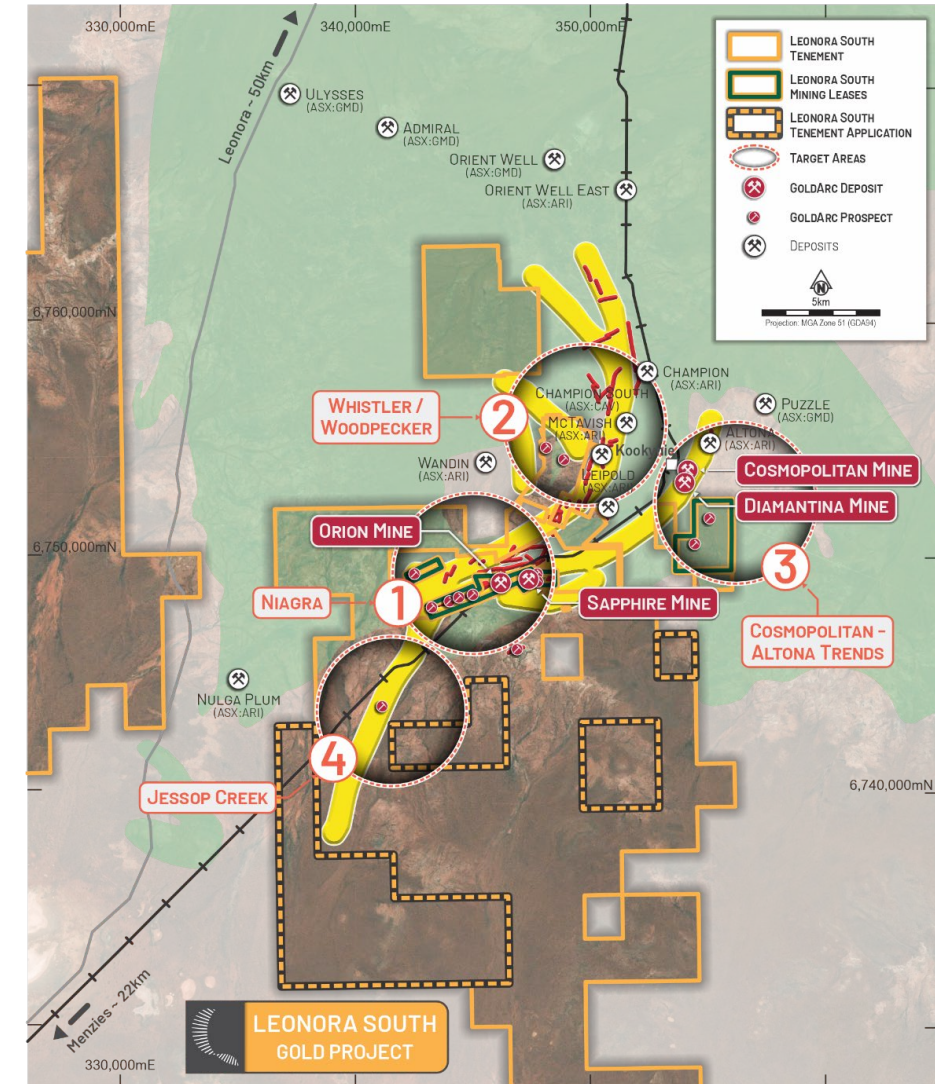 330,000mE
340,000mE
350,000mE
Leonora ~ 50km
LEONORA SOUTH
TENEMENT
LEONORA SOUTH
MINING LEASES
LEONORA SOUTH
TENEMENT APPLICATION
TARGET AREAS
GOLDARC DEPOSIT
GOLDARC PROSPECT
DEPOSITS
N
5km
Projection: MGA Zone 51 (GDA94)
ULYSSES
(ASX:GMD)
ADMIRAL
(ASX:GMD)
ORIENT WELL
(ASX:GMD)
ORIENT WELL EAST
(ASX:ARI)
6,760,000mN
CHAMPION
(ASX:ARI)
CHAMPION SOUTH
(ASX:CAV)
PUZZLE
(ASX:GMD)
WHISTLER /
WOODPECKER
2
MCTAVISH
(ASX:ARI)
ALTONA
(ASX:ARI)
WANDIN
(ASX:ARI)
LEIPOLD
COSMOPOLITAN MINE
DIAMANTINA MINE
ORION MINE
6,750,000mN
3
NIAGRA
1
SAPPHIRE MINE
COSMOPOLITAN -
ALTONA TRENDS
NULGA PLUM
(ASX:ARI)
4
JESSOP CREEK
6,740,000mN
Menzies ~ 22km
LEONORA SOUTH
GOLD PROJECT
330,000mE